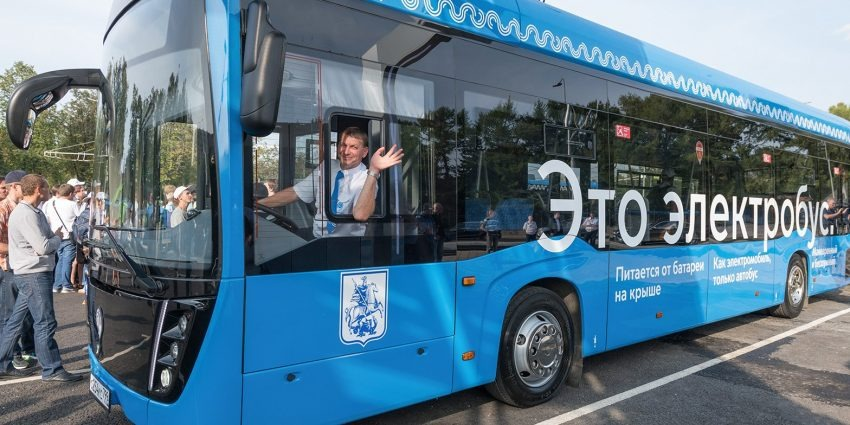 Это электробус.
Питается от батареи
на крыше
Как электромобиль,
только автобус